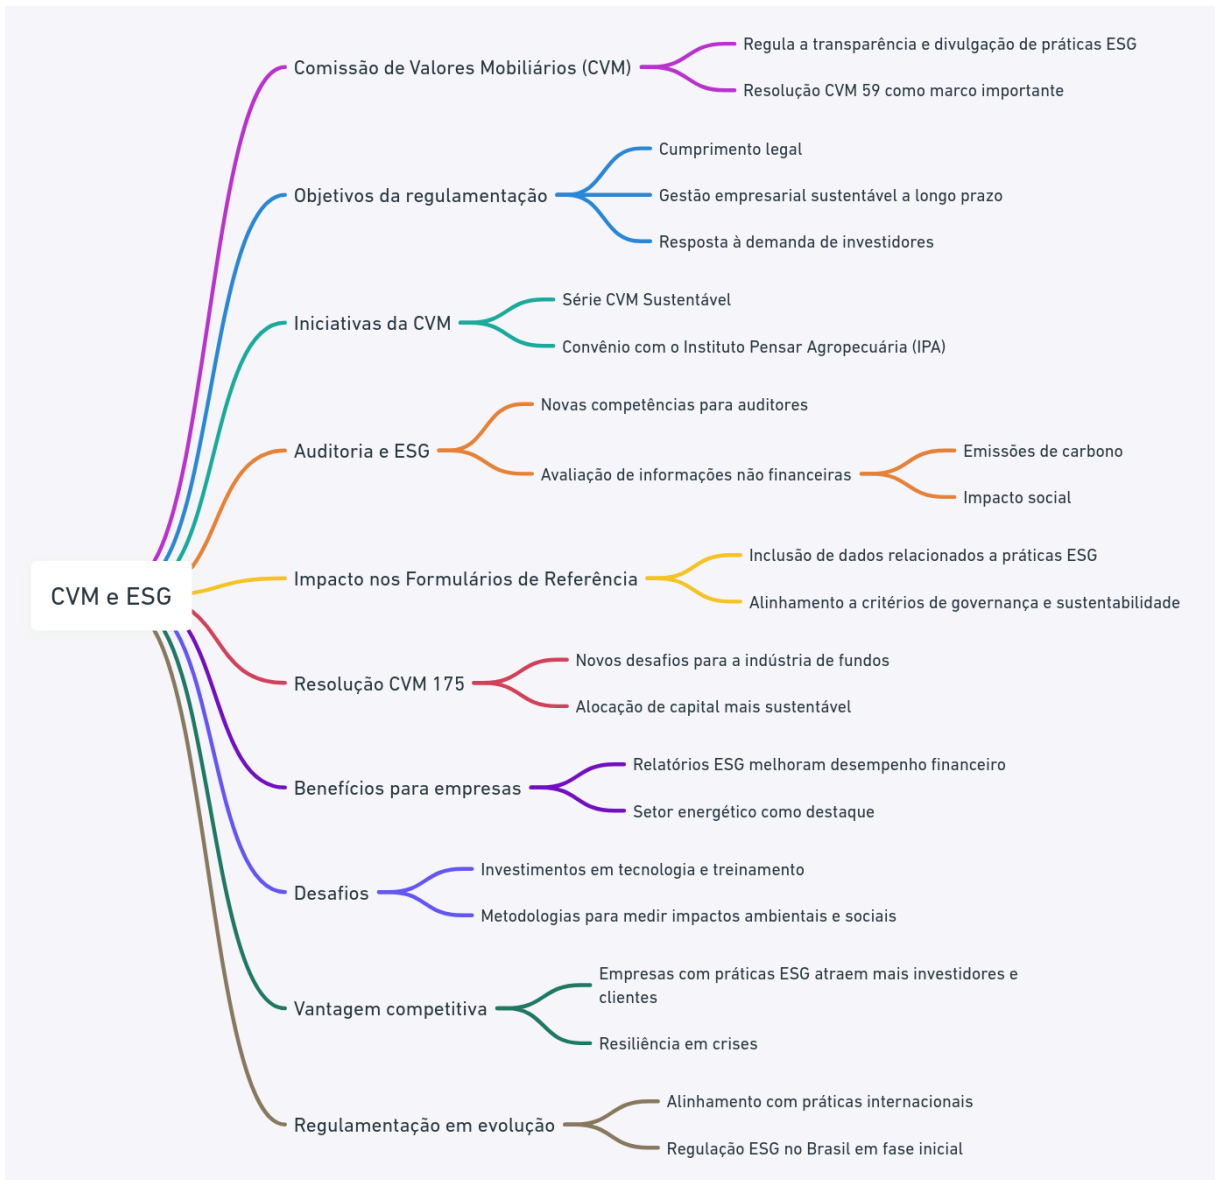 CVM e ESG
Comissão de Valores Mobiliários (CVM)
Regula a transparência e divulgação de práticas ESG
Resolução CVM 59 como marco importante
Objetivos da regulamentação
Cumprimento legal
Gestão empresarial sustentável a longo prazo
Resposta à demanda de investidores
Iniciativas da CVM
Série CVM Sustentável
Convênio com o Instituto Pensar Agropecuária (IPA)
Auditoria e ESG
Novas competências para auditores
Avaliação de informações não financeiras
Emissões de carbono
Impacto social
Impacto nos Formulários de Referência
Inclusão de dados relacionados a práticas ESG
Alinhamento a critérios de governança e sustentabilidade
Resolução CVM 175
Novos desafios para a indústria de fundos
Alocação de capital mais sustentável
Benefícios para empresas
Relatórios ESG melhoram desempenho financeiro
Setor energético como destaque
Desafios
Investimentos em tecnologia e treinamento
Metodologias para medir impactos ambientais e sociais
Vantagem competitiva
Empresas com práticas ESG atraem mais investidores e
clientes
Resiliência em crises
Regulamentação em evolução
Alinhamento com práticas internacionais
Regulação ESG no Brasil em fase inicial